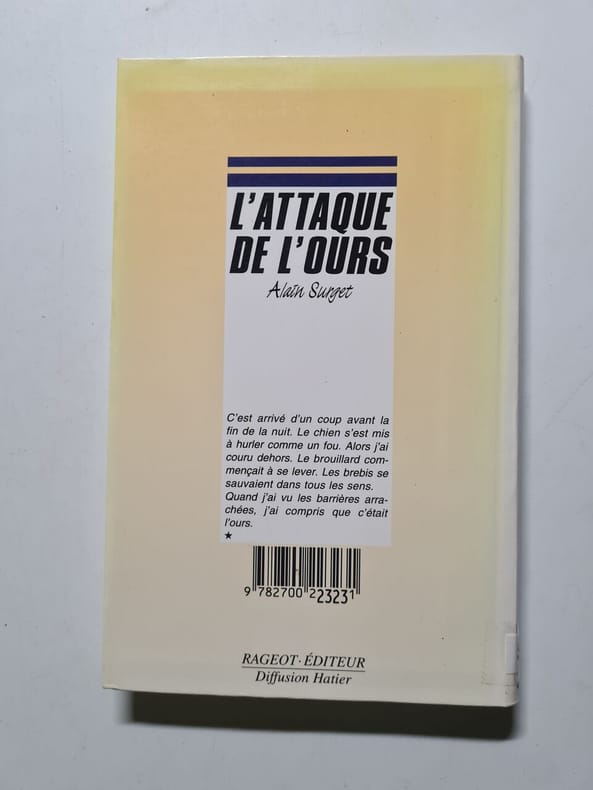 L'ATTAQUE
DE L'OURS
Alain Surget
C'est arrivé d'un coup avant la
fin de la nuit. Le chien s'est mis
à hurler comme un fou. Alors j'ai
couru dehors. Le brouillard com-
mençait à se lever. Les brebis se
sauvaient dans tous les sens.
Quand j'ai vu les barrières arra-
chées, j'ai compris que c'était
l'ours.
★
9 782700 223231
RAGEOT·ÉDITEUR
Diffusion Hatier